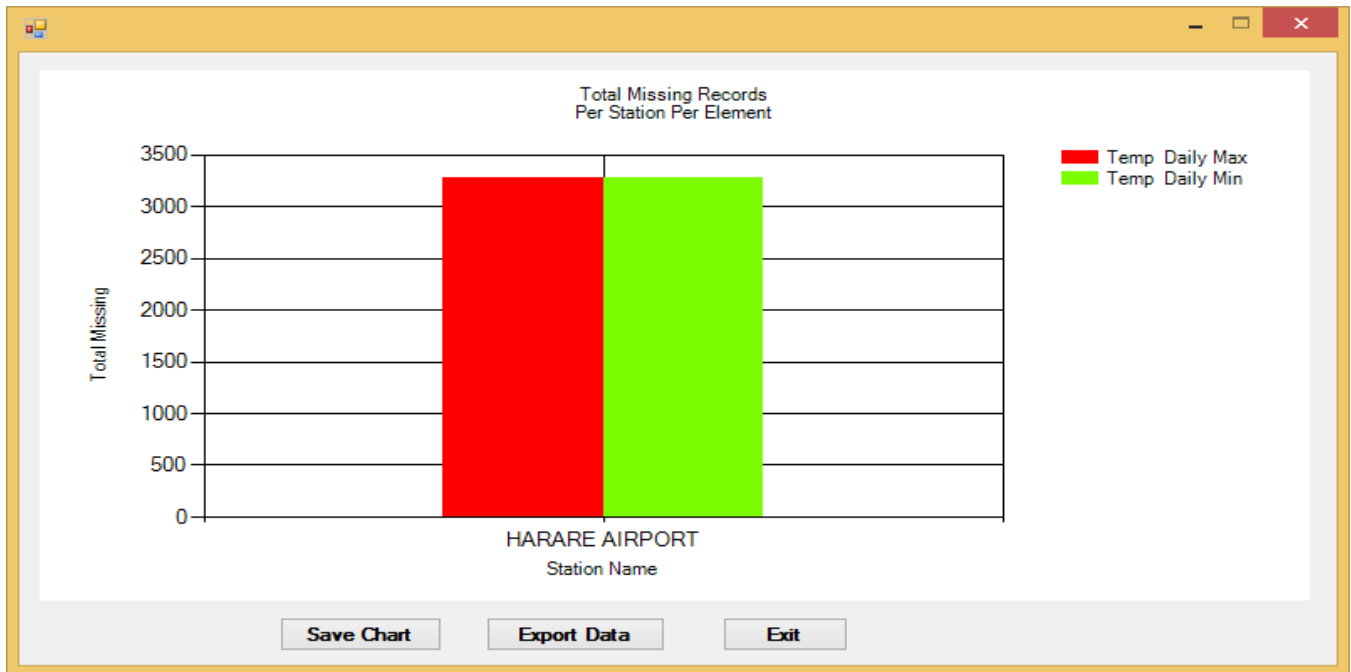 Total Missing Records
Per Station Per Element
3500
3000
2500
2000
1500
1000
500
0
Total Missing
HARARE AIRPORT
Station Name
Temp Daily Max
Temp Daily Min
Save Chart
Export Data
Exit